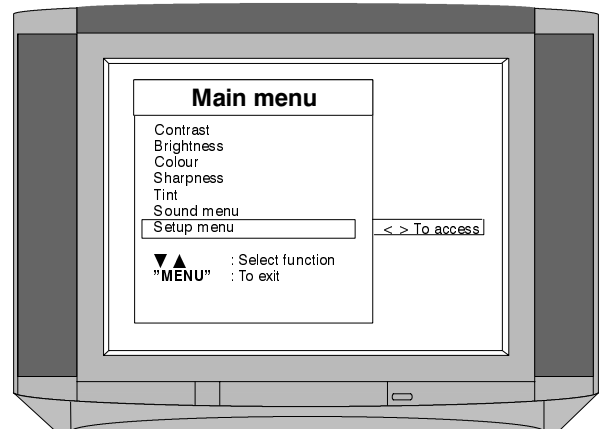 Main menu
Contrast
Brightness
Colour
Sharpness
Tint
Sound menu
Setup menu
< > To access
▼ ▲ : Select function
”MENU” : To exit